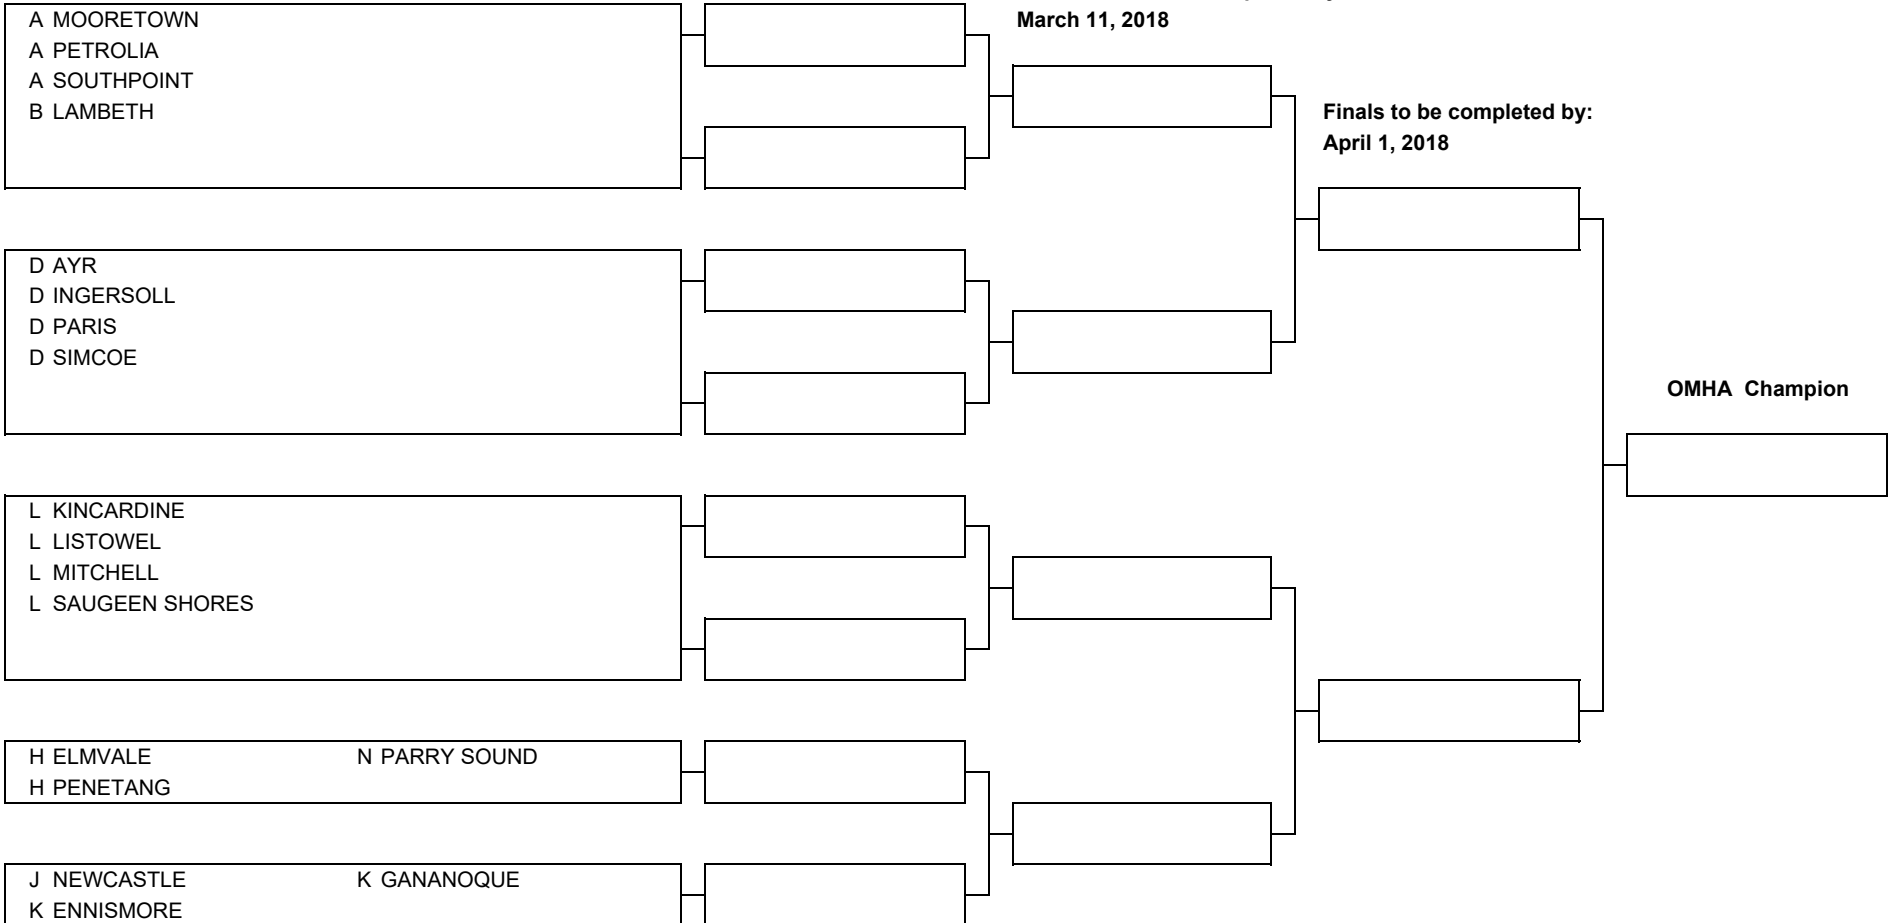 March 11, 2018
A MOORETOWN
A PETROLIA
A SOUTHPOINT
B LAMBETH
Finals to be completed by:
April 1, 2018
D AYR
D INGERSOLL
D PARIS
D SIMCOE
OMHA Champion
L KINCARDINE
L LISTOWEL
L MITCHELL
L SAUGEEN SHORES
H ELMVALE N PARRY SOUND
H PENETANG
J NEWCASTLE K GANANOQUE
K ENNISMORE